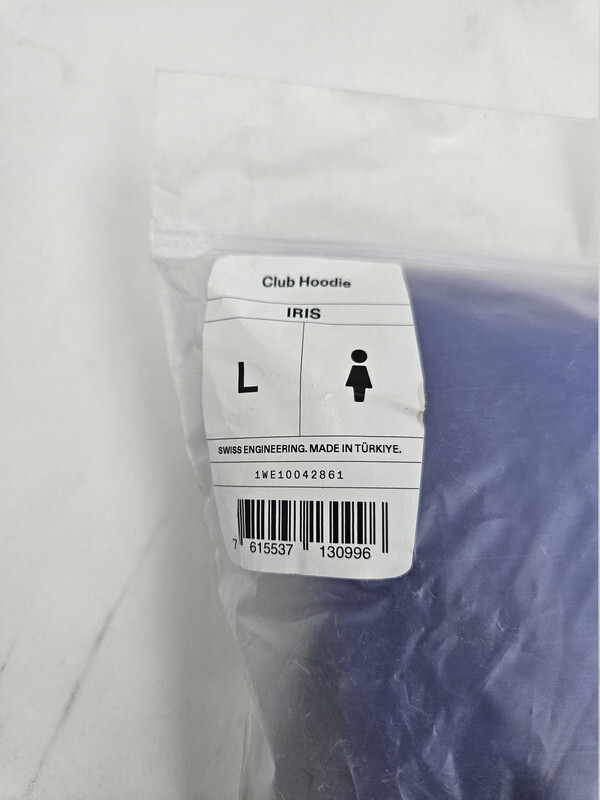 Club Hoodie
IRIS
L
SWISS ENGINEERING. MADE IN TÜRKIYE.
1WE10042861
7 615537 130996